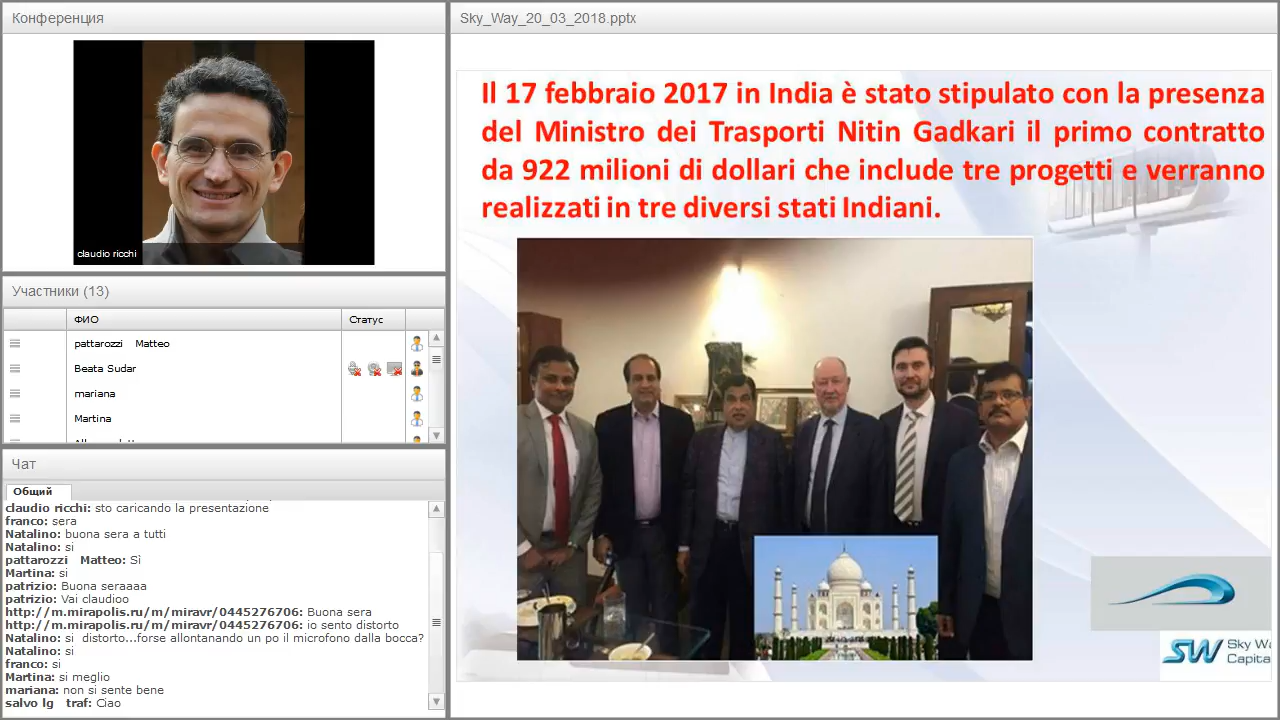 Конференция
claudio ricchi
Участники (13)
ФИО
Статус
pattarozzi Matteo
Beata Sudar
mariana
Martina
Чат
Общий
claudio ricchi: sto caricando la presentazione
franco: sera
Natalino: buona sera a tutti
Natalino: si
pattarozzi Matteo: Sì
Martina: si
patrizio: Buona seraaaa
patrizio: Vai claudioo
http://m.mirapolis.ru/m/miravr/0445276706: Buona sera
http://m.mirapolis.ru/m/miravr/0445276706: io sento distorto
Natalino: si distorto...forse allontanando un po il microfono dalla bocca?
Natalino: si
franco: si
Martina: si meglio
mariana: non si sente bene
salvo lg traf: Ciao
Sky_Way_20_03_2018.pptx
Il 17 febbraio 2017 in India è stato stipulato con la presenza
del Ministro dei Trasporti Nitin Gadkari il primo contratto
da 922 milioni di dollari che include tre progetti e verranno
realizzati in tre diversi stati Indiani.
SW Sky Wa
Capita